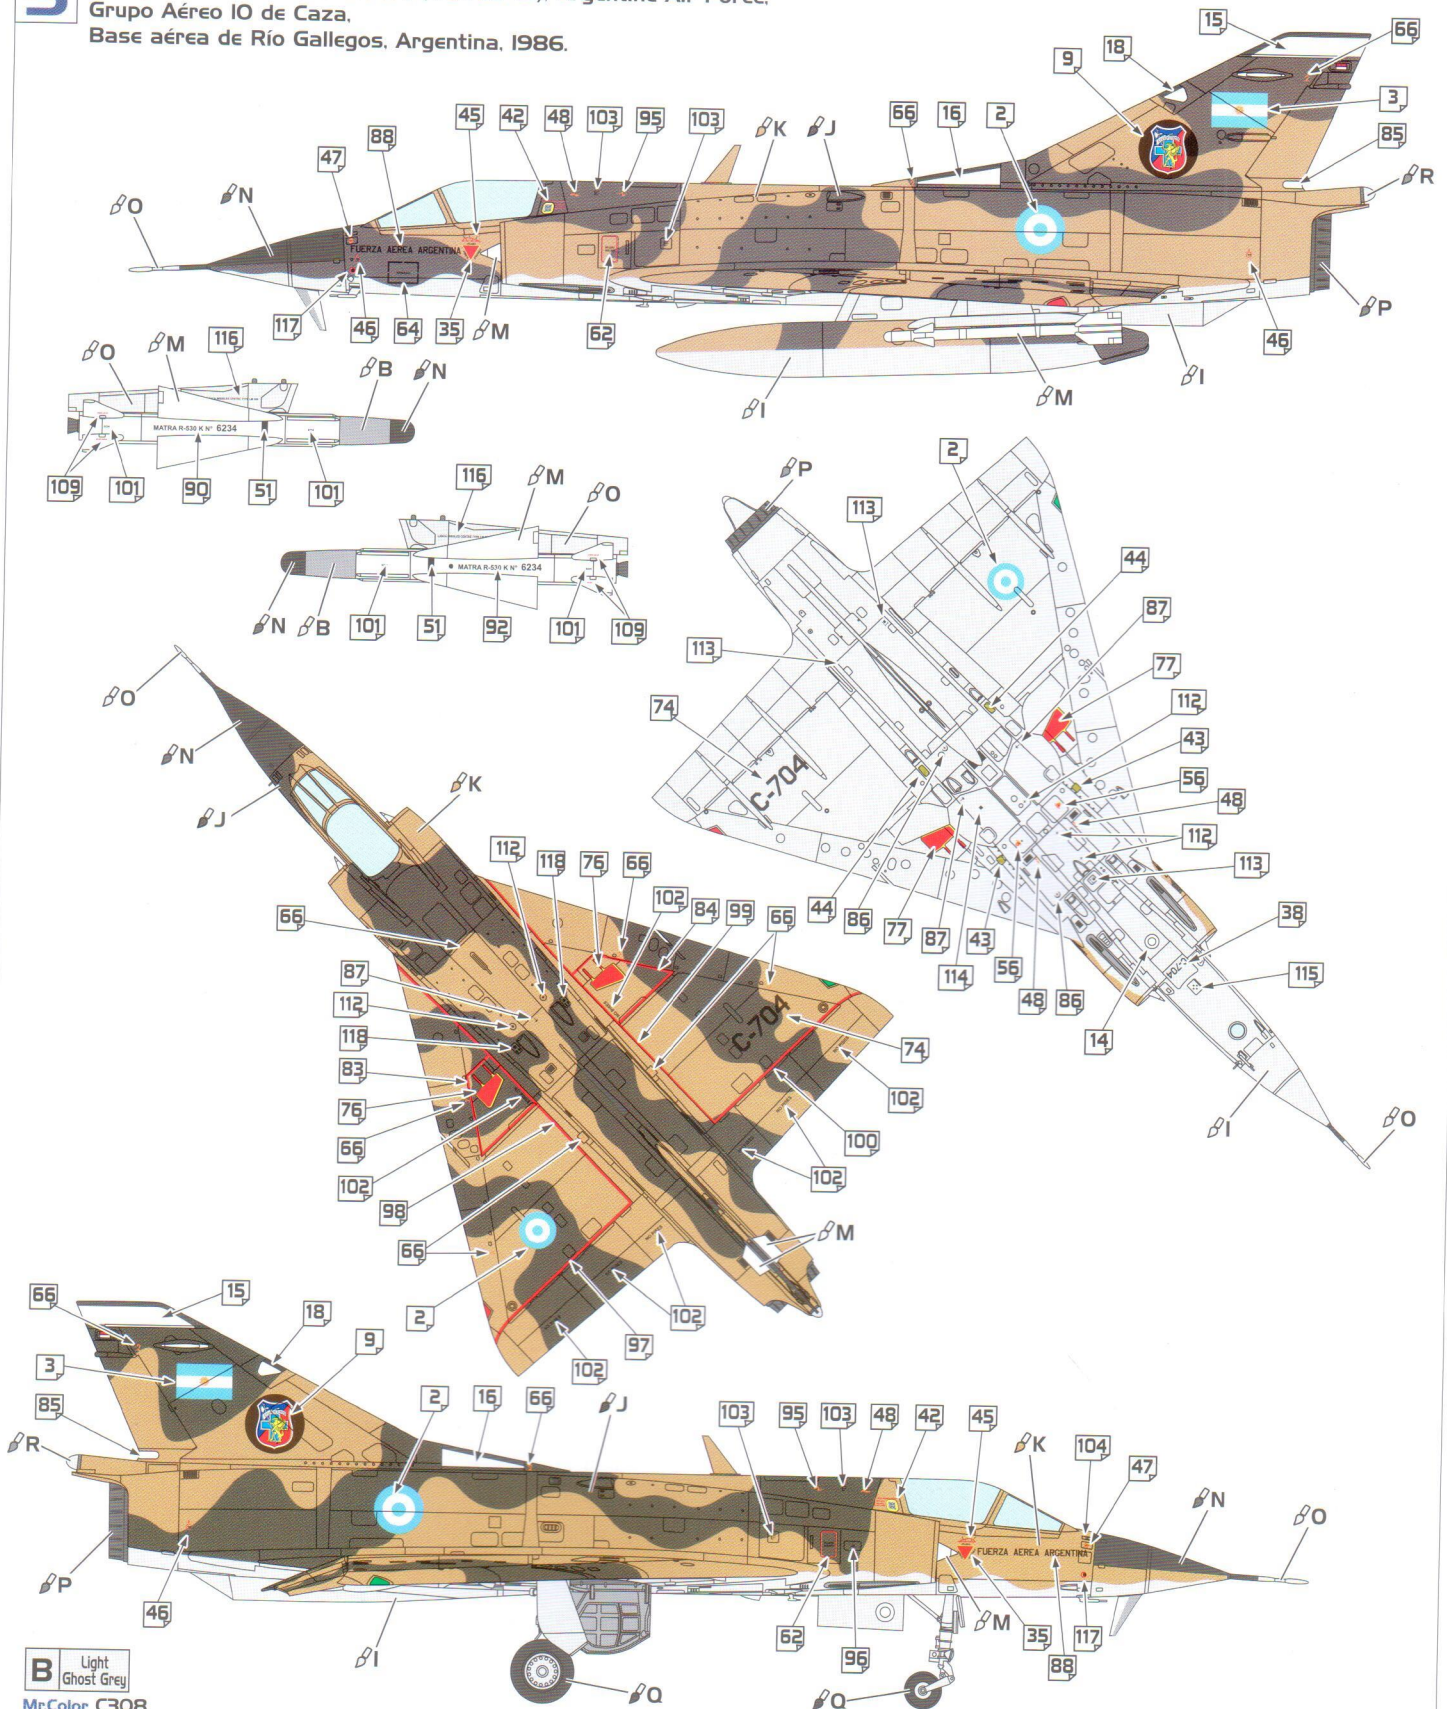 Grupo Aéreo 10 de Caza,
Base aérea de Río Gallegos, Argentina, 1986.
15
66
18
9
3
45 42 48 103 95 103 K J 66 16 2
88
85
47
R
N
O
FUERZA AEREA ARGENTINA
117 46 64 35 M 62
P
46
I
I
M
O M 116
B N
MATRA R-530 K N° 6234
109 101 90 51 101
116 M O
MATRA R-530 K N° 6234
N B 101 51 92 101 109
P
2
113
44
87
113
77
74
112
43
C-704
56
48
112
113
44 86 77 87 114 43 56 48 86
38
C-704
115
14
I
O
O
N
K
J
112 118 76 66
102 84 99 66
66
87
112
118
83
76
66
102
98
66
2
C-704
74
102
100
102
M
102
97
102
66 15
18
9
3
85
2 16 66 J
R
103 95 103 48 42 45
K 104
47
N
O
FUERZA AEREA ARGENTINA
P
46
I
62
96
M 35 117
88
Q
Q
B Light
Ghost Grey
Mr.Color C308